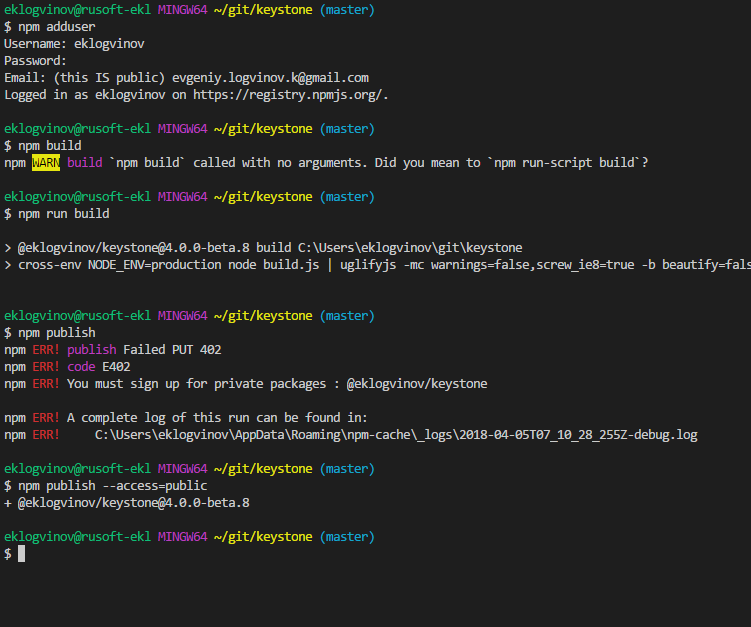 eklogvinov@rusoft-ekl MINGW64 ~/git/keystone (master)
$ npm adduser
Username: eklogvinov
Password:
Email: (this IS public) evgeniy.logvinov.k@gmail.com
Logged in as eklogvinov on https://registry.npmjs.org/.
eklogvinov@rusoft-ekl MINGW64 ~/git/keystone (master)
$ npm build
npm WARN build `npm build` called with no arguments. Did you mean to `npm run-script build`?
eklogvinov@rusoft-ekl MINGW64 ~/git/keystone (master)
$ npm run build
> @eklogvinov/keystone@4.0.0-beta.8 build C:\Users\eklogvinov\git\keystone
> cross-env NODE_ENV=production node build.js | uglifyjs -mc warnings=false,screw_ie8=true -b beautify=fals
eklogvinov@rusoft-ekl MINGW64 ~/git/keystone (master)
$ npm publish
npm ERR! publish Failed PUT 402
npm ERR! code E402
npm ERR! You must sign up for private packages : @eklogvinov/keystone
npm ERR! A complete log of this run can be found in:
npm ERR!     C:\Users\eklogvinov\AppData\Roaming\npm-cache\_logs\2018-04-05T07_10_28_255Z-debug.log
eklogvinov@rusoft-ekl MINGW64 ~/git/keystone (master)
$ npm publish --access=public
+ @eklogvinov/keystone@4.0.0-beta.8
eklogvinov@rusoft-ekl MINGW64 ~/git/keystone (master)
$